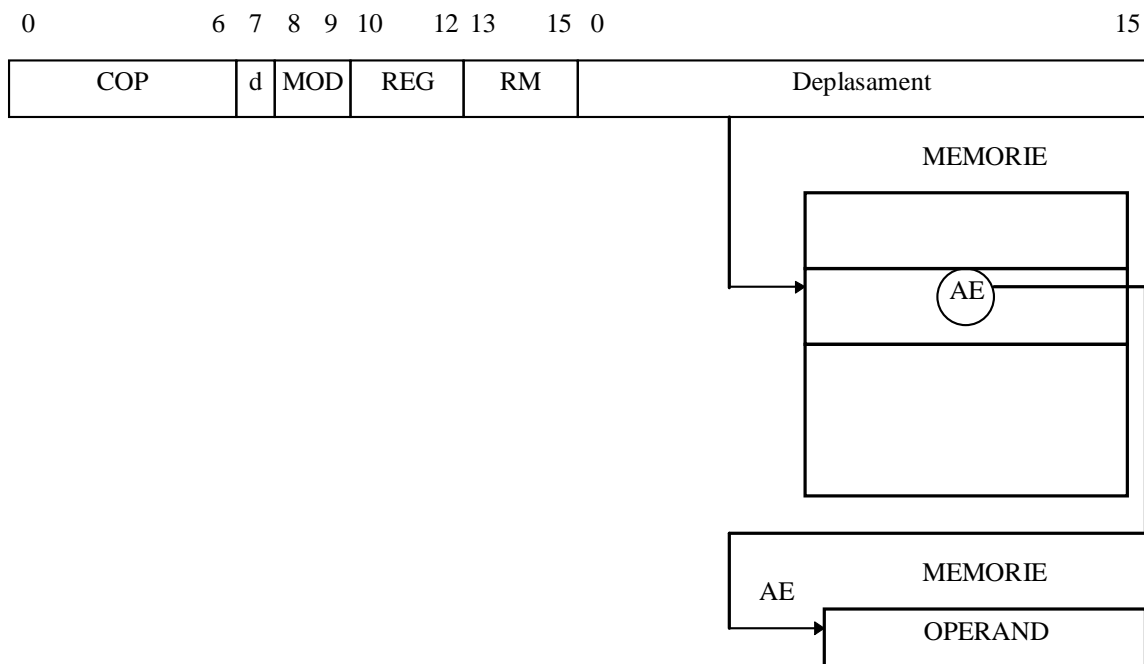 0 6 7 8 9 10 12 13 15 0 15
COP d MOD REG RM Deplasament
MEMORIE
AE
MEMORIE
AE
OPERAND